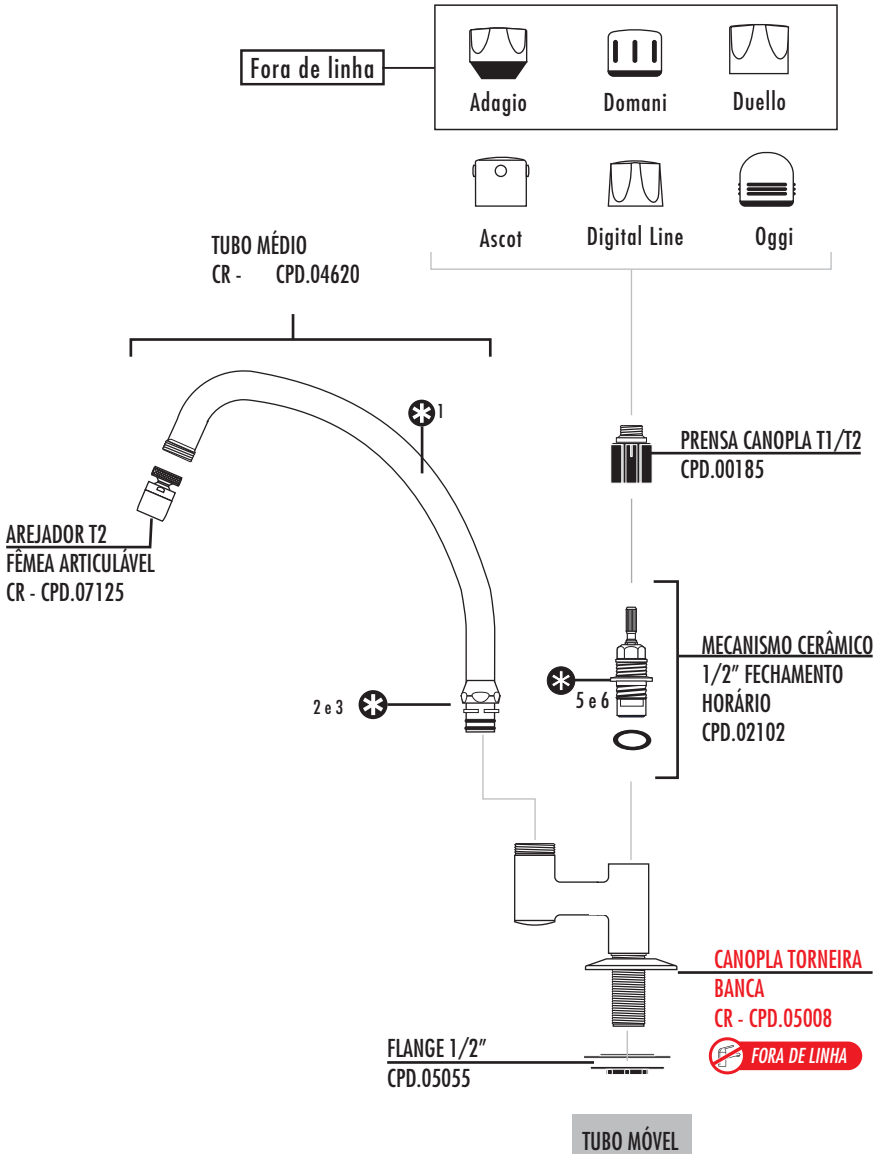 Fora de linha
Adagio
Domani
Duello
Ascot
Digital Line
Oggi
TUBO MÉDIO
CR - CPD.04620
1
PRENSA CANOPLA T1/T2
CPD.00185
AREJADOR T2
FÊMEA ARTICULÁVEL
CR - CPD.07125
MECANISMO CERÂMICO
1/2" FECHAMENTO
HORÁRIO
CPD.02102
2 e 3
5 e 6
CANOPLA TORNEIRA
BANCA
CR - CPD.05008
FORA DE LINHA
FLANGE 1/2"
CPD.05055
TUBO MÓVEL